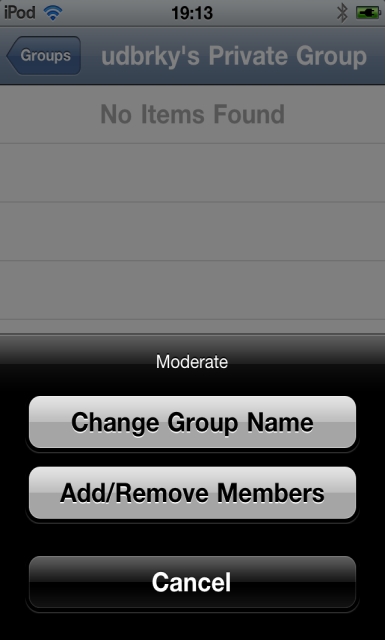 iPod 19:13
Groups udbrky's Private Group
No Items Found
Moderate
Change Group Name
Add/Remove Members
Cancel